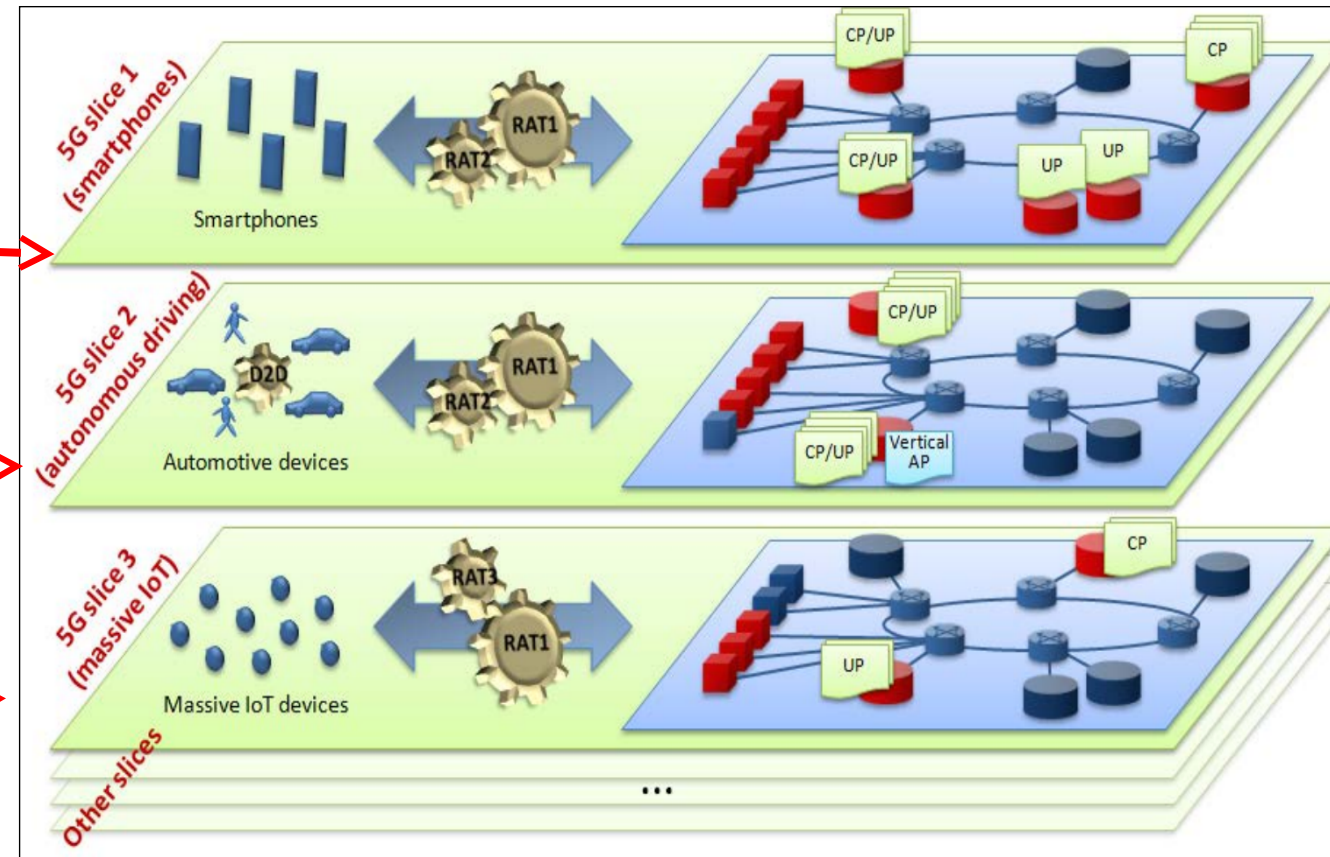 5G slice 1
(smartphones)
Smartphones
RAT2
RAT1
CP/UP
CP
CP/UP
UP
UP
5G slice 2
(autonomous driving)
D2D
Automotive devices
RAT2
RAT1
CP/UP
CP/UP
Vertical
AP
5G slice 3
(massive IoT)
Massive IoT devices
RAT3
RAT1
CP
UP
Other slices
...